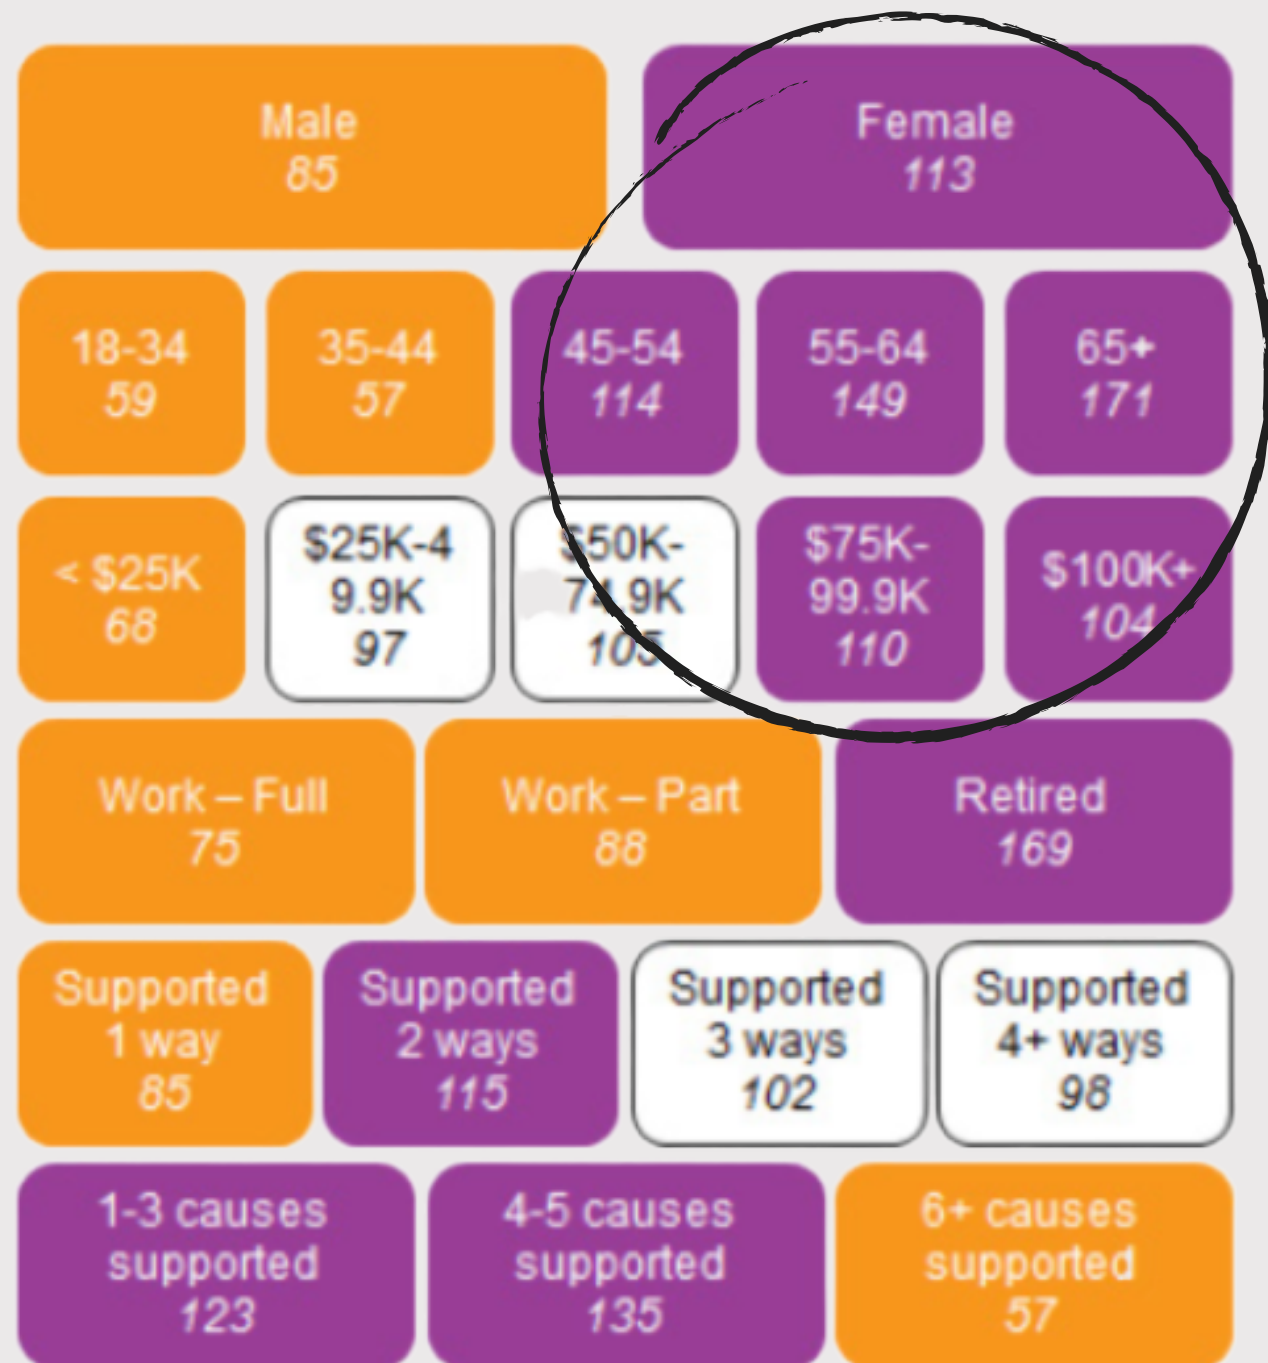 Male
85
Female
113
18-34
59
35-44
57
45-54
114
55-64
149
65+
171
< $25K
68
$25K-4
9.9K
97
$50K-
74.9K
105
$75K-
99.9K
110
$100K+
104
Work – Full
75
Work – Part
88
Retired
169
Supported
1 way
85
Supported
2 ways
115
Supported
3 ways
102
Supported
4+ ways
98
1-3 causes
supported
123
4-5 causes
supported
135
6+ causes
supported
57